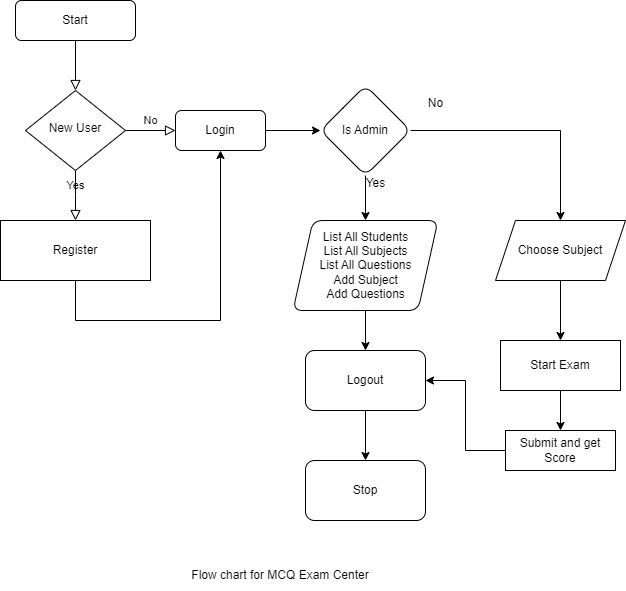 Start
New User
No
Login
Is Admin
No
Yes
Yes
Register
List All Students
List All Subjects
List All Questions
Add Subject
Add Questions
Choose Subject
Start Exam
Logout
Submit and get
Score
Stop
Flow chart for MCQ Exam Center